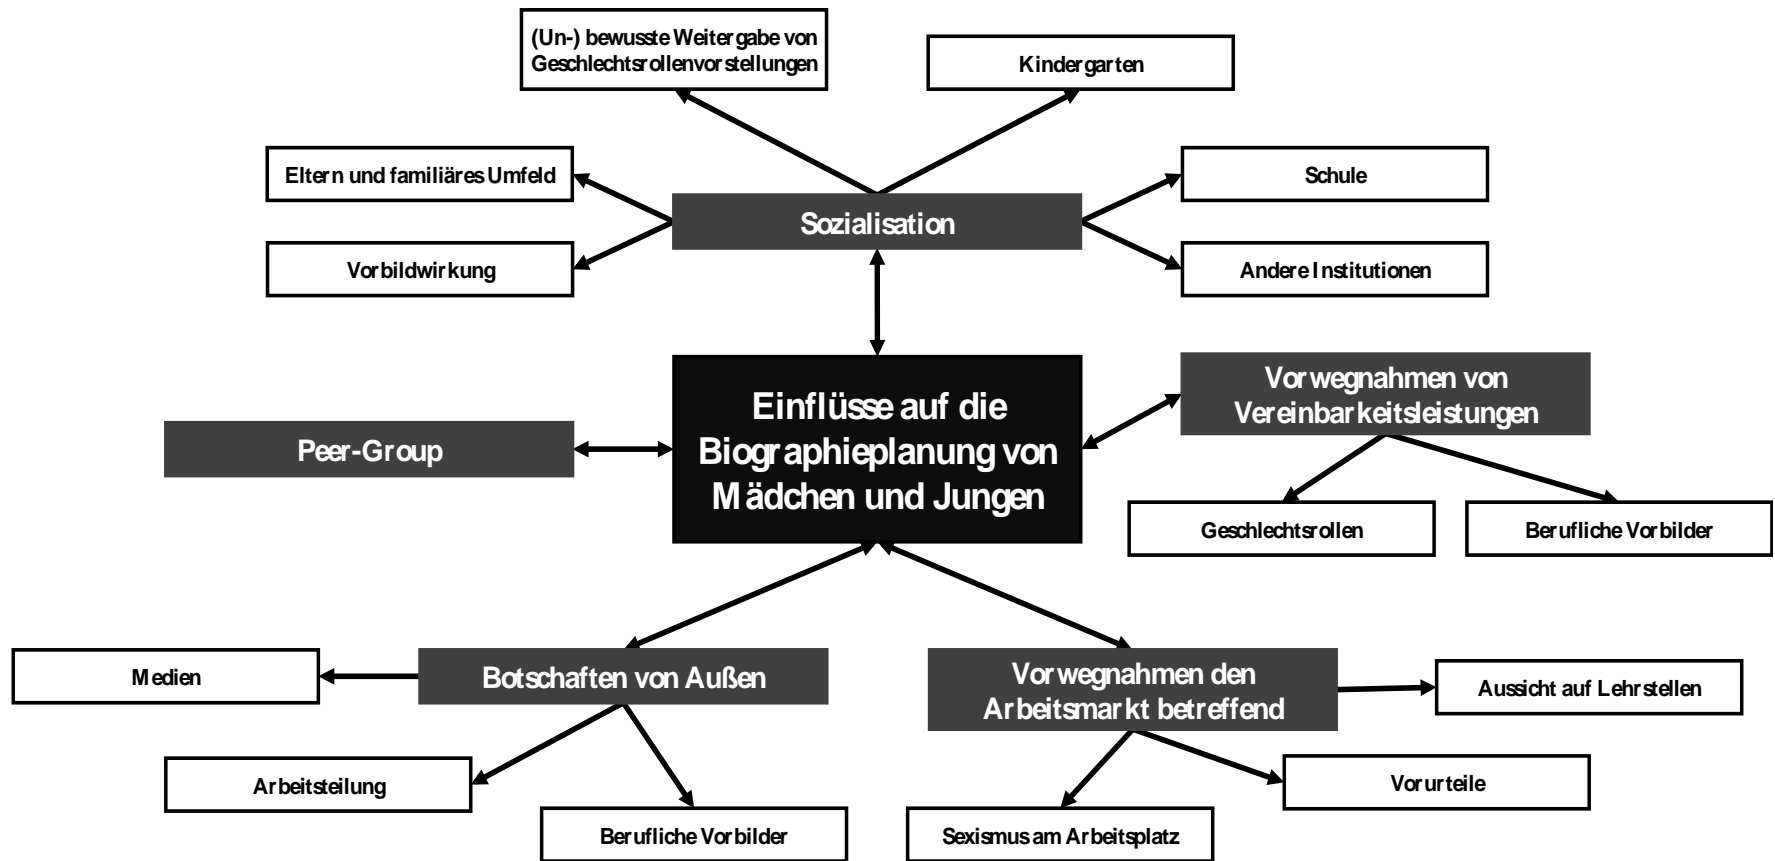 (Un-) bewusste Weitergabe von
Geschlechtsrollenvorstellungen
Kindergarten
Eltern und familiäres Umfeld
Schule
Sozialisation
Vorbildwirkung
Andere Institutionen
Einflüsse auf die
Biographieplanung von
Mädchen und Jungen
Vorwegnahmen von
Vereinbarkeitsleistungen
Peer-Group
Geschlechtsrollen
Berufliche Vorbilder
Medien
Botschaften von Außen
Vorwegnahmen den
Arbeitsmarkt betreffend
Aussicht auf Lehrstellen
Arbeitsteilung
Vorurteile
Berufliche Vorbilder
Sexismus am Arbeitsplatz